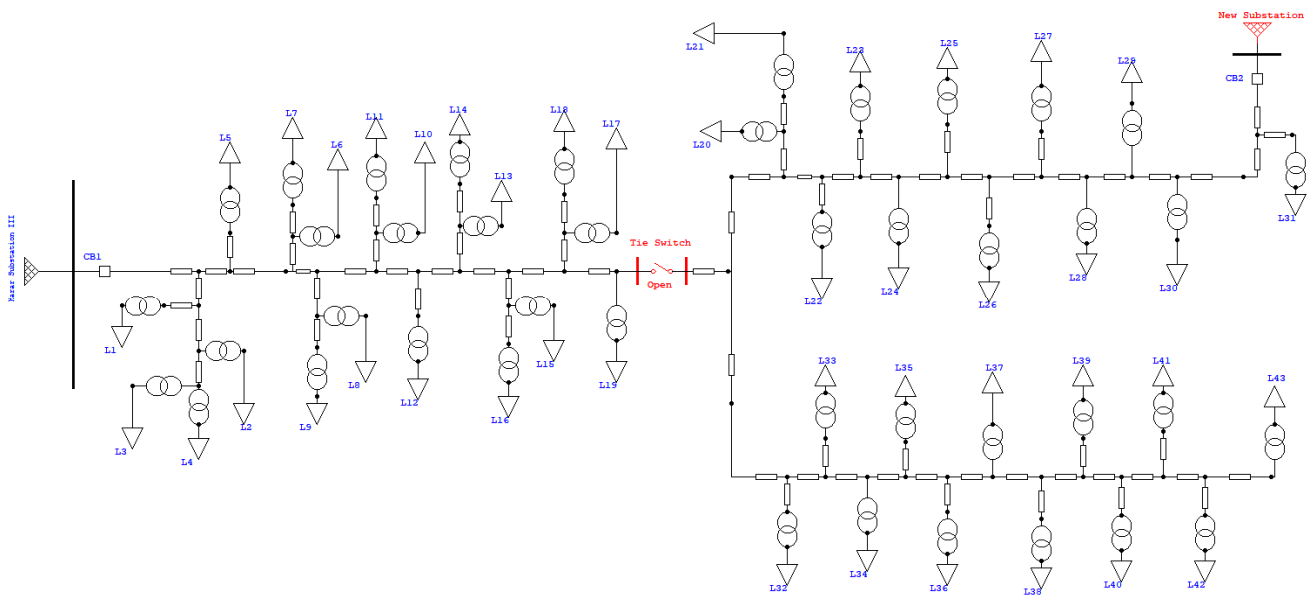 New Substation
L21
L23
L25
L27
L29
CB2
L20
L31
L7
L11
L14
L18
L17
L5
L6
L10
L13
Harar Substation III
CB1
Tie Switch
Open
L22
L24
L26
L28
L30
L1
L3
L4
L2
L9
L8
L12
L16
L15
L19
L33
L35
L37
L39
L41
L43
L32
L34
L36
L38
L40
L42